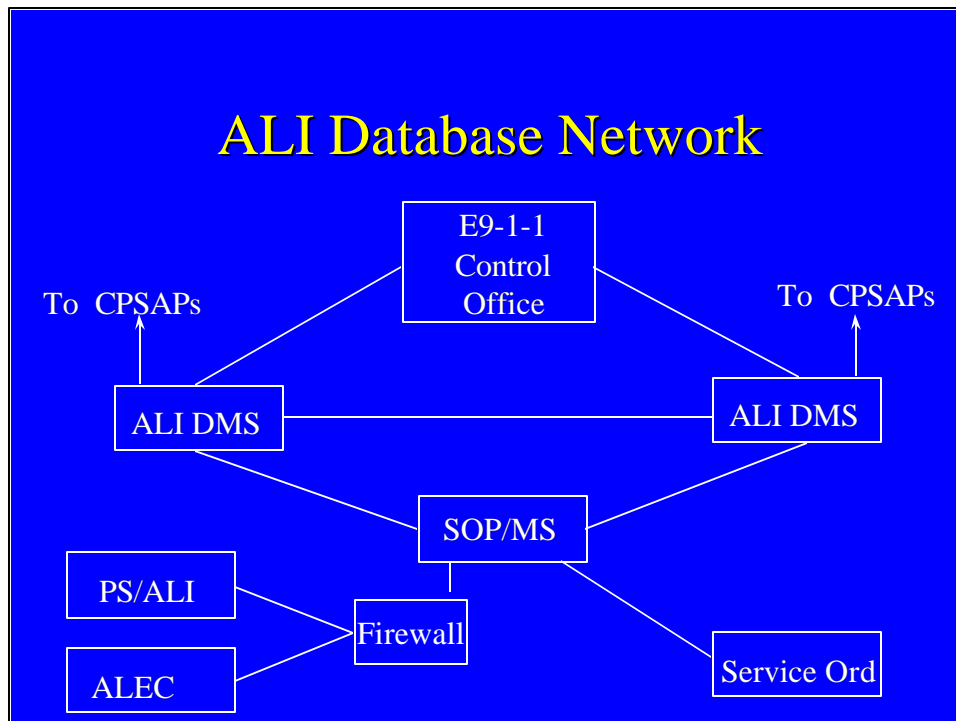 ALI Database Network
E9-1-1
Control
Office
To CPSAPs
To CPSAPs
ALI DMS
ALI DMS
SOP/MS
PS/ALI
Firewall
ALEC
Service Ord